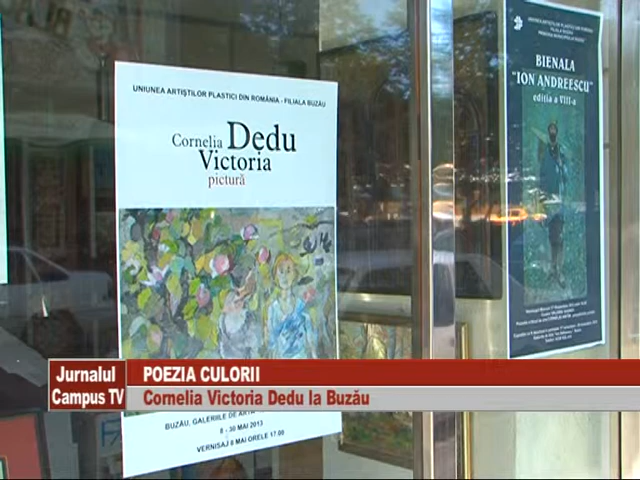 UNIUNEA ARTIȘTILOR PLASTICI DIN ROMÂNIA - FILIALA BUZĂU
Cornelia Dedu
Victoria
pictură
BUZĂU, GALERIILE DE
8 - 30 MAI 2013
VERNISAJ 8 MAI ORELE 17.00
BIENALA
"ION ANDREESCU"
editia a VIII-a
Jurnalul
Campus TV
POEZIA CULORII
Cornelia Victoria Dedu la Buzău